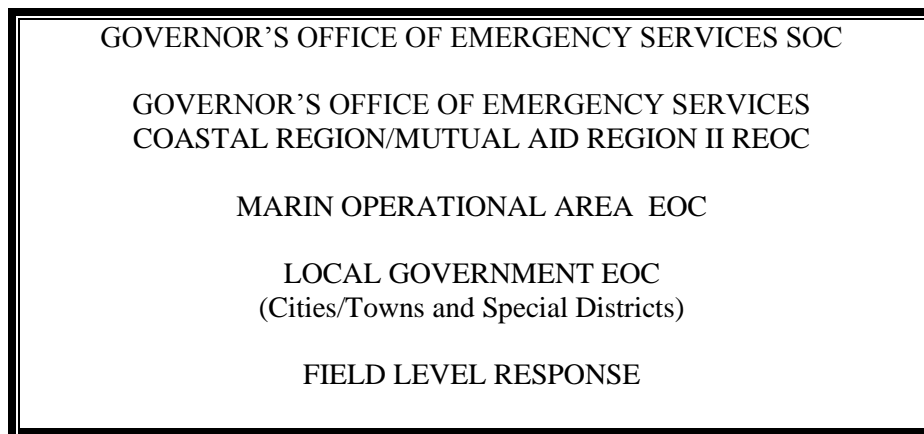 GOVERNOR’S OFFICE OF EMERGENCY SERVICES SOC
GOVERNOR’S OFFICE OF EMERGENCY SERVICES
COASTAL REGION/MUTUAL AID REGION II REOC
MARIN OPERATIONAL AREA EOC
LOCAL GOVERNMENT EOC
(Cities/Towns and Special Districts)
FIELD LEVEL RESPONSE